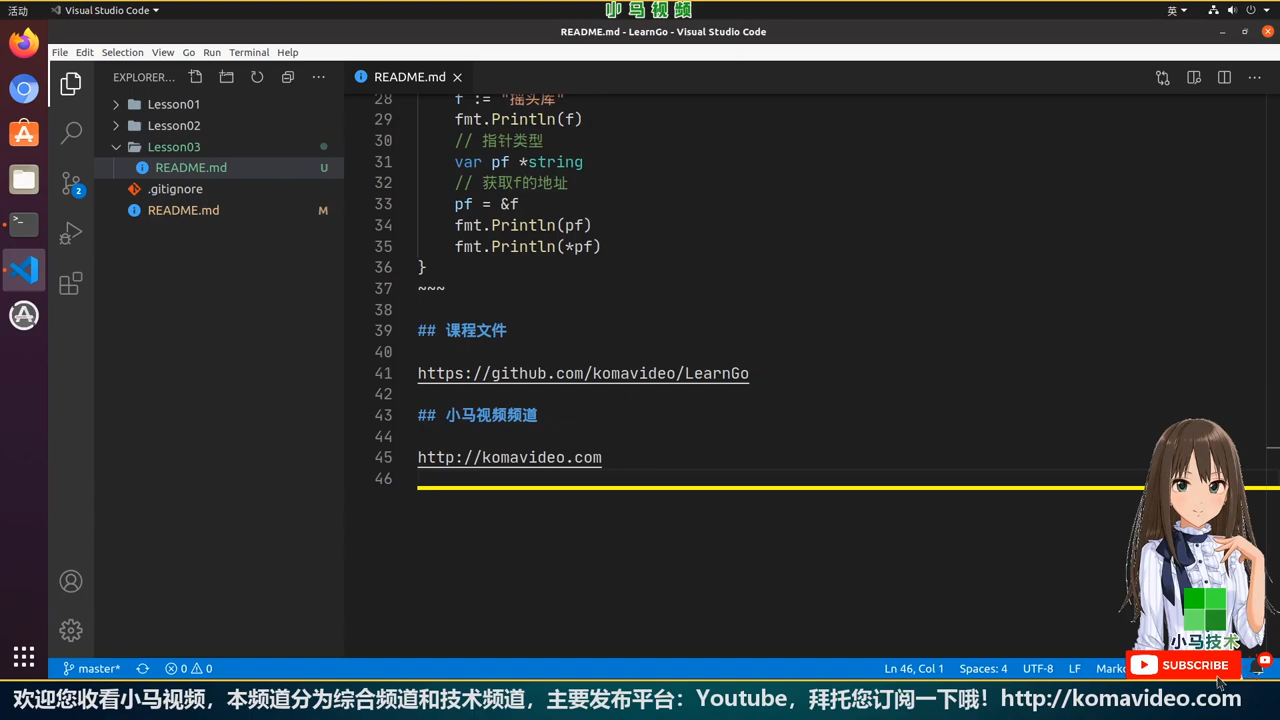 活动
Visual Studio Code
小马视频
英
README.md - LearnGo - Visual Studio Code
File Edit Selection View Go Run Terminal Help
EXPLORER...
README.md
Lesson01
Lesson02
Lesson03
README.md U
.gitignore
README.md M
2
28 f := "摇头库"
29 fmt.Println(f)
30 // 指针类型
31 var pf *string
32 // 获取f的地址
33 pf = &f
34 fmt.Println(pf)
35 fmt.Println(*pf)
36 }
37 ~~~
38
39 ## 课程文件
40
41 https://github.com/komavideo/LearnGo
42
43 ## 小马视频频道
44
45 http://komavideo.com
46
小马技术
SUBSCRIBE
master* 0 0 Ln 46, Col 1 Spaces: 4 UTF-8 LF
欢迎您收看小马视频，本频道分为综合频道和技术频道，主要发布平台：Youtube，拜托您订阅一下哦！http://komavideo.com